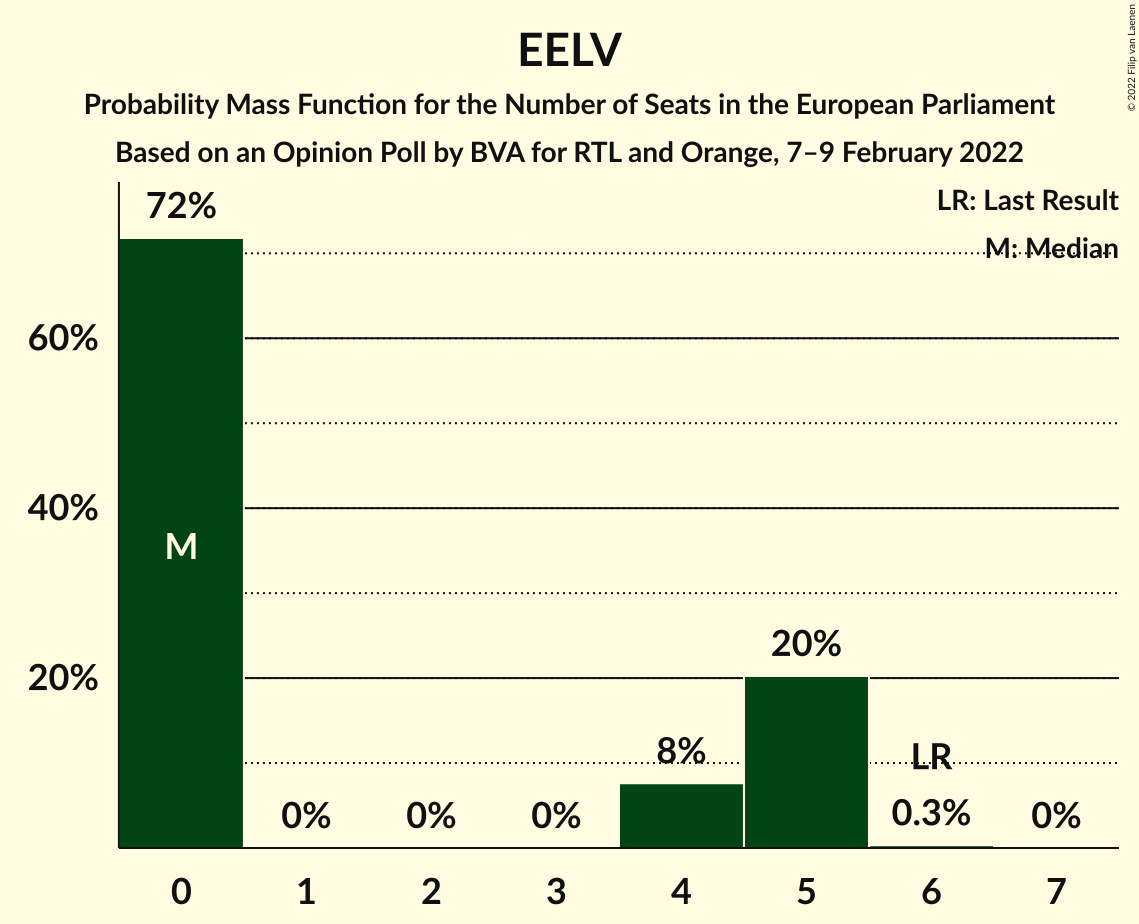 EELV
Probability Mass Function for the Number of Seats in the European Parliament
Based on an Opinion Poll by BVA for RTL and Orange, 7–9 February 2022
© 2022 Filip van Laenen
LR: Last Result
M: Median
72%
60%
40%
20%
M
0%
0%
0%
8%
20%
LR
0.3%
0%
0
1
2
3
4
5
6
7